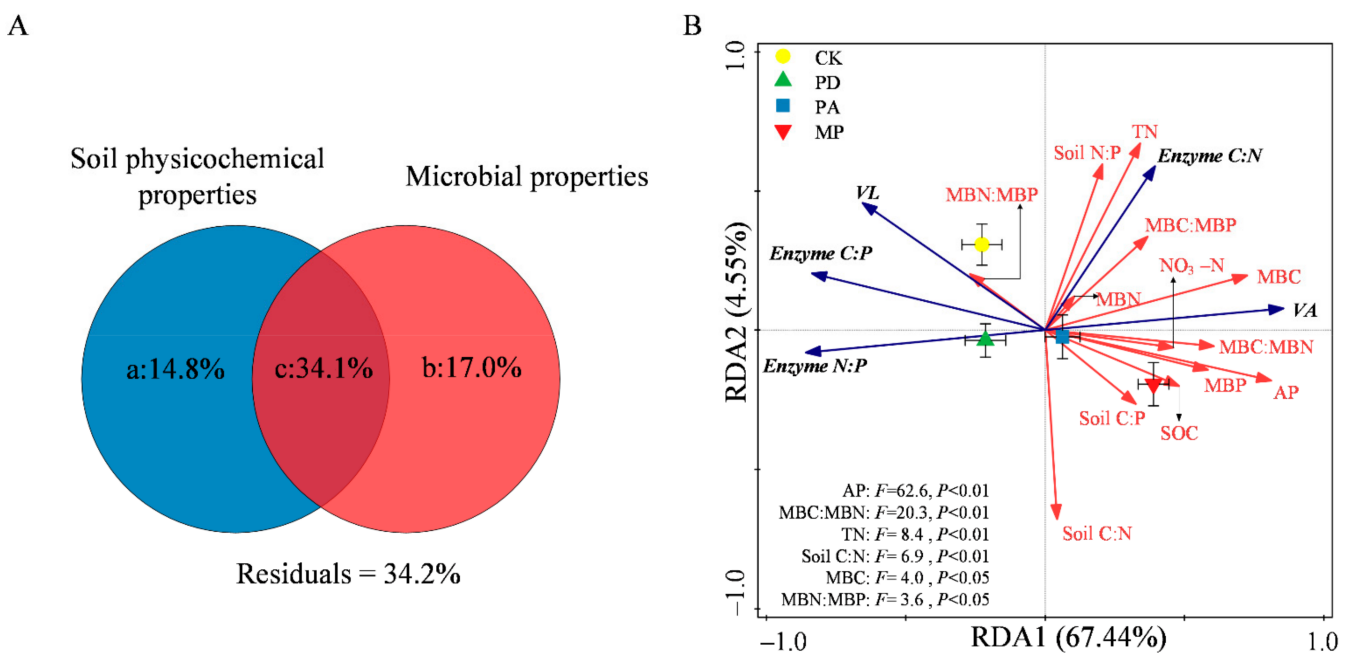 A
Soil physicochemical
properties
Microbial properties
a:14.8%
c:34.1%
b:17.0%
Residuals = 34.2%
B
CK
PD
PA
MP
1.0
RDA2 (4.55%)
−1.0
TN
Soil N:P
Enzyme C:N
VL
MBN:MBP
MBC:MBP
Enzyme C:P
NO3 −N
MBC
MBN
VA
MBC:MBN
Enzyme N:P
MBP
AP
Soil C:P
SOC
Soil C:N
AP: F=62.6 , P<0.01
MBC:MBN: F=20.3, P<0.01
TN: F= 8.4 , P<0.01
Soil C:N: F= 6.9 , P<0.01
MBC: F= 4.0 , P<0.05
MBN:MBP: F= 3.6 , P<0.05
−1.0
RDA1 (67.44%)
1.0